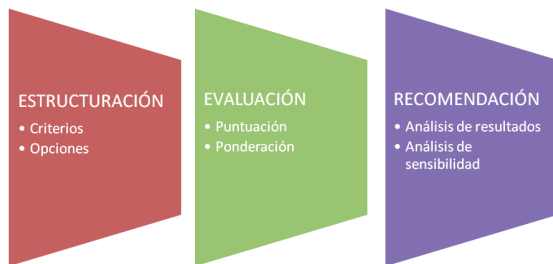 ESTRUCTURACIÓN
• Criterios
• Opciones
EVALUACIÓN
• Puntuación
• Ponderación
RECOMENDACIÓN
• Análisis de resultados
• Análisis de
sensibilidad